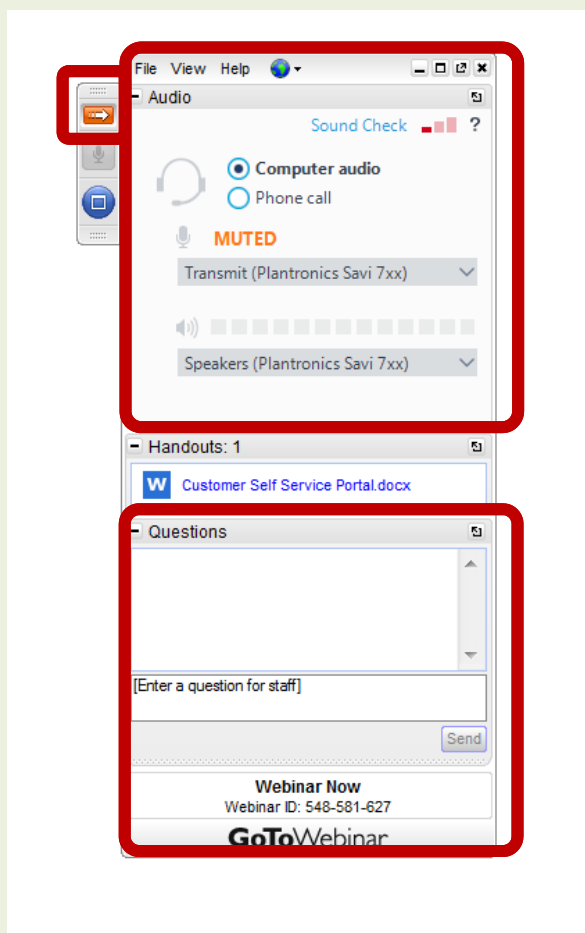 File View Help
Audio
Sound Check ?
Computer audio
Phone call
MUTED
Transmit (Plantronics Savi 7xx)
Speakers (Plantronics Savi 7xx)
Handouts: 1
W Customer Self Service Portal.docx
Questions
[Enter a question for staff]
Send
Webinar Now
Webinar ID: 548-581-627
GoToWebinar